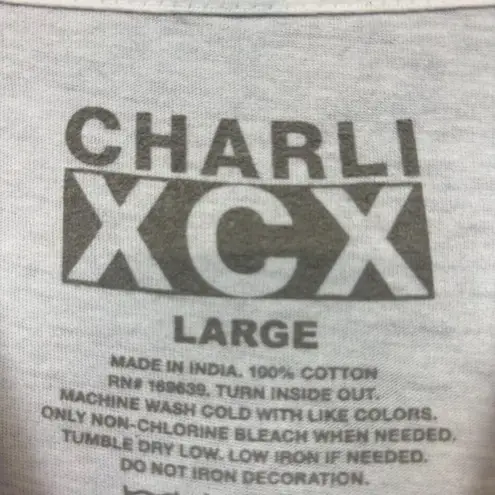 CHARLI
XCX
LARGE
MADE IN INDIA. 100% COTTON
RN# 169639. TURN INSIDE OUT.
MACHINE WASH COLD WITH LIKE COLORS.
ONLY NON-CHLORINE BLEACH WHEN NEEDED.
TUMBLE DRY LOW. LOW IRON IF NEEDED.
DO NOT IRON DECORATION.